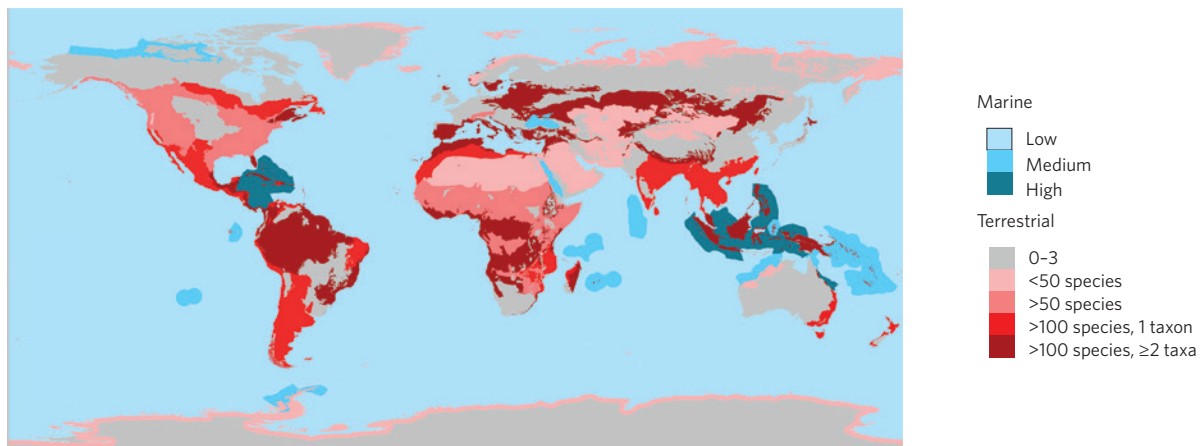 Marine
Low
Medium
High
Terrestrial
0–3
<50 species
>50 species
>100 species, 1 taxon
>100 species, ≥2 taxa